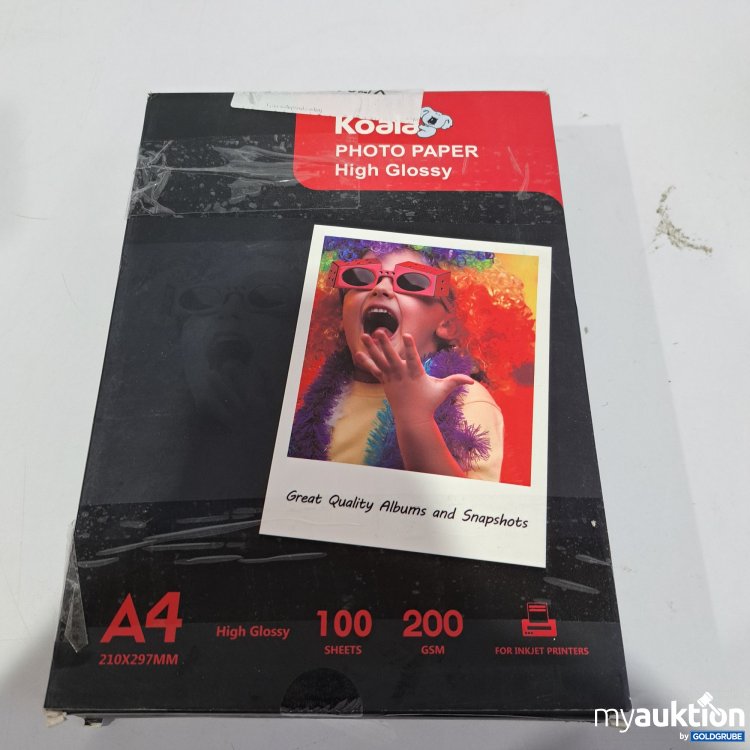 Koala
PHOTO PAPER
High Glossy
Great Quality Albums and Snapshots
A4
210X297MM
High Glossy
100
SHEETS
200
GSM
FOR INKJET PRINTERS
myauktion
by GOLDGRUBE